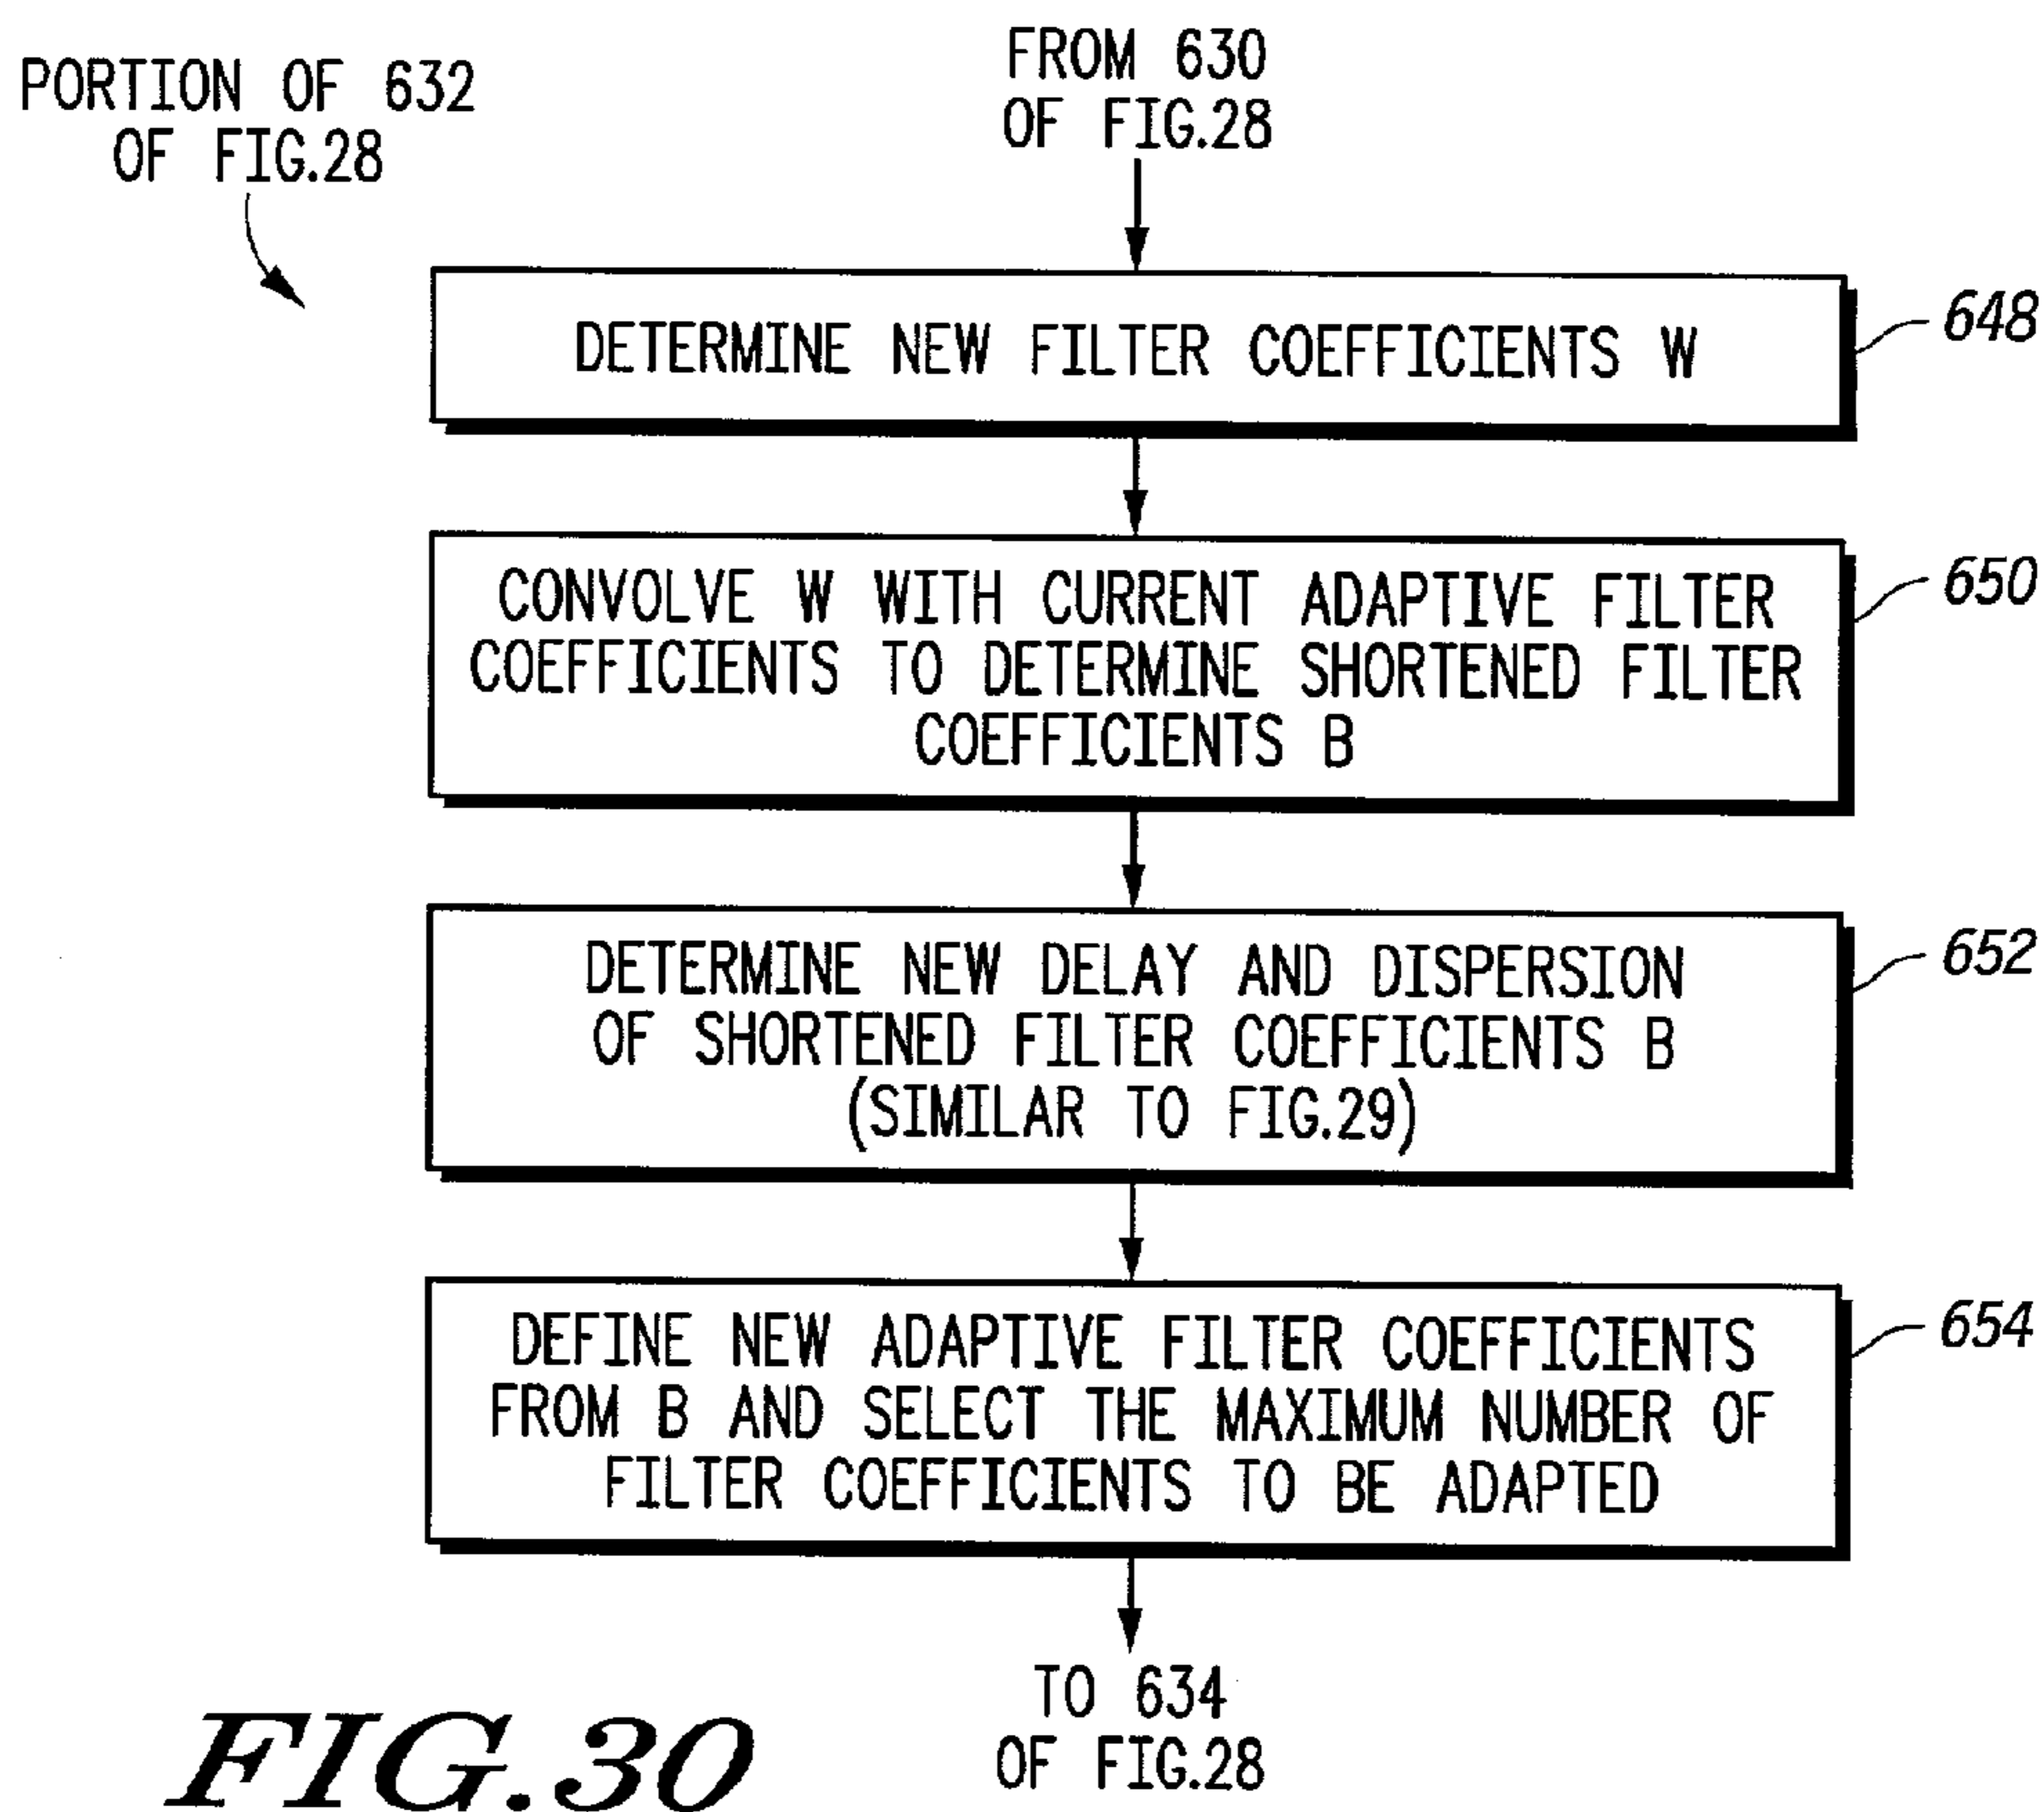 PORTION OF 632
OF FIG.28
FROM 630
OF FIG.28
DETERMINE NEW FILTER COEFFICIENTS W
648
CONVOLVE W WITH CURRENT ADAPTIVE FILTER
COEFFICIENTS TO DETERMINE SHORTENED FILTER
COEFFICIENTS B
650
DETERMINE NEW DELAY AND DISPERSION
OF SHORTENED FILTER COEFFICIENTS B
(SIMILAR TO FIG.29)
652
DEFINE NEW ADAPTIVE FILTER COEFFICIENTS
FROM B AND SELECT THE MAXIMUM NUMBER OF
FILTER COEFFICIENTS TO BE ADAPTED
654
TO 634
OF FIG.28
FIG.30